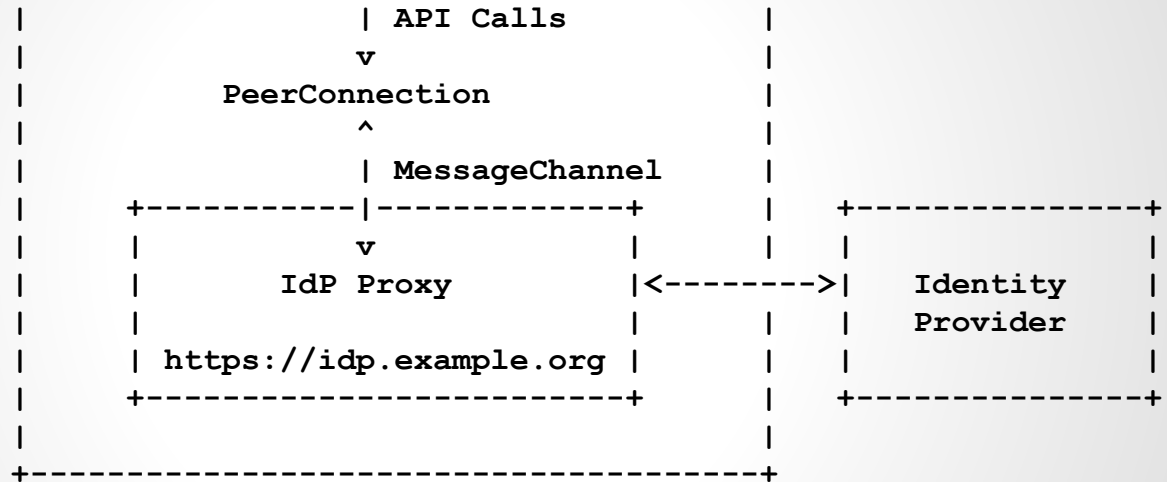 |                 | API Calls            |
|                 v                      |
|          PeerConnection                |
|                 ^                      |
|                 | MessageChannel       |
|     +-----------|-------------+        |   +----------------+
|     |           v             |        |   |                |
|     |       IdP Proxy         |<-------->|    Identity    |
|     |                         |        |   |    Provider    |
|     | https://idp.example.org |        |   |                |
|     +-------------------------+        |   +----------------+
|                                        |
+----------------------------------------+